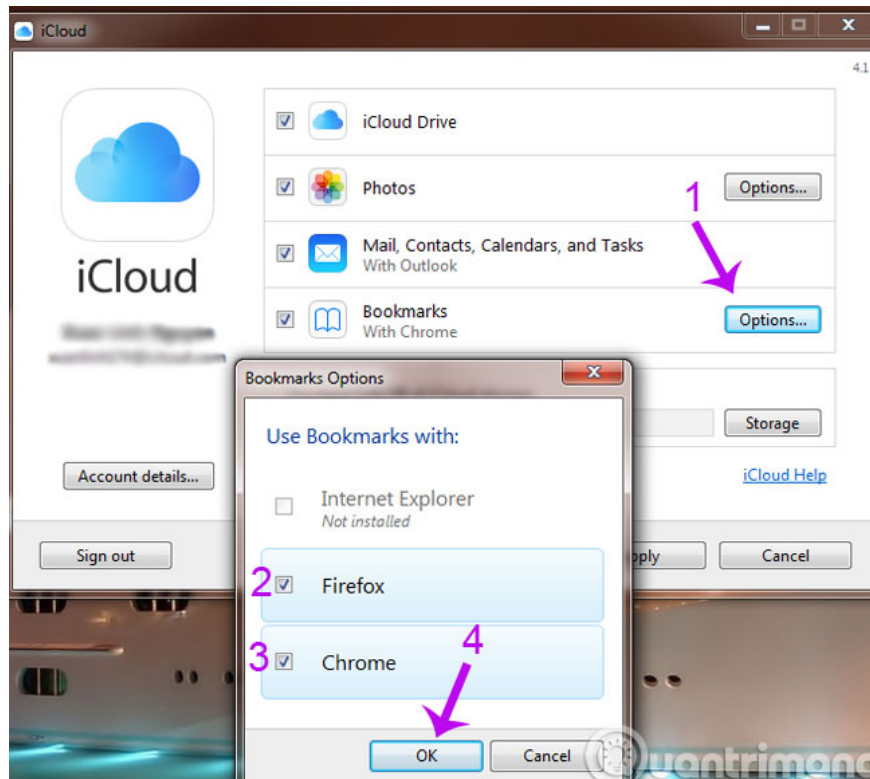 iCloud
4.1
iCloud Drive
Photos
Options...
1
Mail, Contacts, Calendars, and Tasks
With Outlook
iCloud
Bookmarks
With Chrome
Options...
Bookmarks Options
Storage
Use Bookmarks with:
Account details...
iCloud Help
Internet Explorer
Not installed
Sign out
Cancel
2
Firefox
3
Chrome
4
OK
Cancel